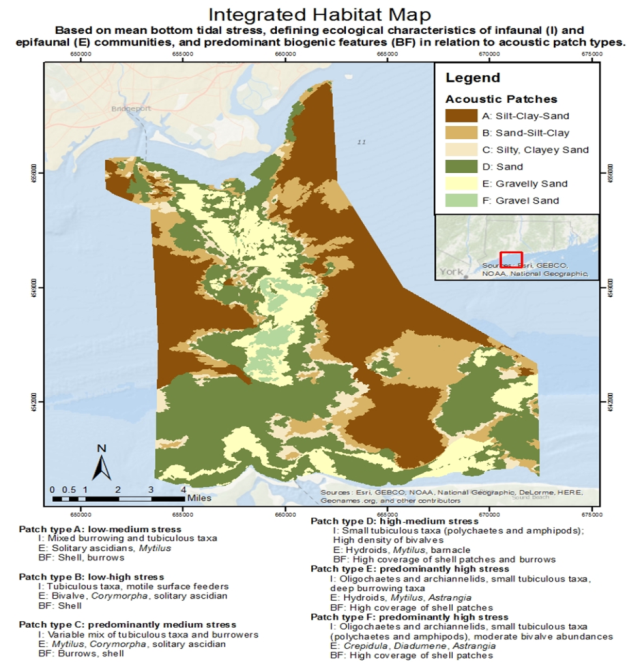 Integrated Habitat Map
Based on mean bottom tidal stress, defining ecological characteristics of infaunal (I) and
epifaunal (E) communities, and predominant biogenic features (BF) in relation to acoustic patch types.
Legend
Acoustic Patches
A: Silt-Clay-Sand
B: Sand-Silt-Clay
C: Silty, Clayey Sand
D: Sand
E: Gravelly Sand
F: Gravel Sand
Bridgeport
11
York
Sources: Esri, GEBCO,
NOAA, National Geographic,
N
0 0.5 1 2 3 4
Miles
Sources: Esri, GEBCO, NOAA, National Geographic, DeLorme, HERE,
Geonames.org, and other contributors
Patch type A: low-medium stress
I: Mixed burrowing and tubiculous taxa
E: Solitary ascidians, Mytilus
BF: Shell, burrows
Patch type B: low-high stress
I: Tubiculous taxa, motile surface feeders
E: Bivalve, Corymorpha, solitary ascidian
BF: Shell
Patch type C: predominantly medium stress
I: Variable mix of tubiculous taxa and burrowers
E: Mytilus, Corymorpha, solitary ascidian
BF: Burrows, shell
Patch type D: high-medium stress
I: Small tubiculous taxa (polychaetes and amphipods);
High density of bivalves
E: Hydroids, Mytilus, barnacle
BF: High coverage of shell patches and burrows
Patch type E: predominantly high stress
I: Oligochaetes and archiannelids, small tubiculous taxa,
deep burrowing taxa
E: Hydroids, Mytilus, Astrangia
BF: High coverage of shell patches
Patch type F: predominantly high stress
I: Oligochaetes and archiannelids, small tubiculous taxa
(polychaetes and amphipods), moderate bivalve abundances
E: Crepidula, Diadumene, Astrangia
BF: High coverage of shell patches